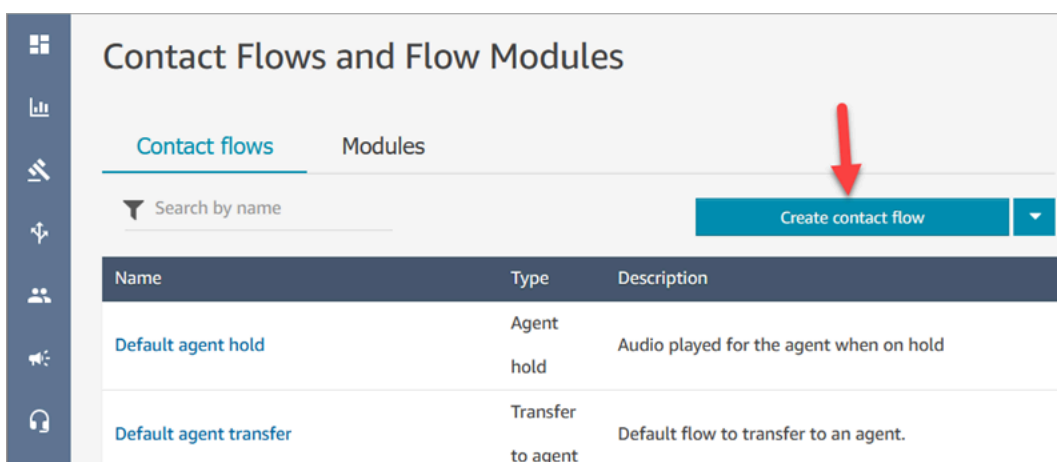 Contact Flows and Flow Modules
Contact flows Modules
Search by name
Create contact flow
Name Type Description
Default agent hold Agent hold Audio played for the agent when on hold
Default agent transfer Transfer to agent Default flow to transfer to an agent.